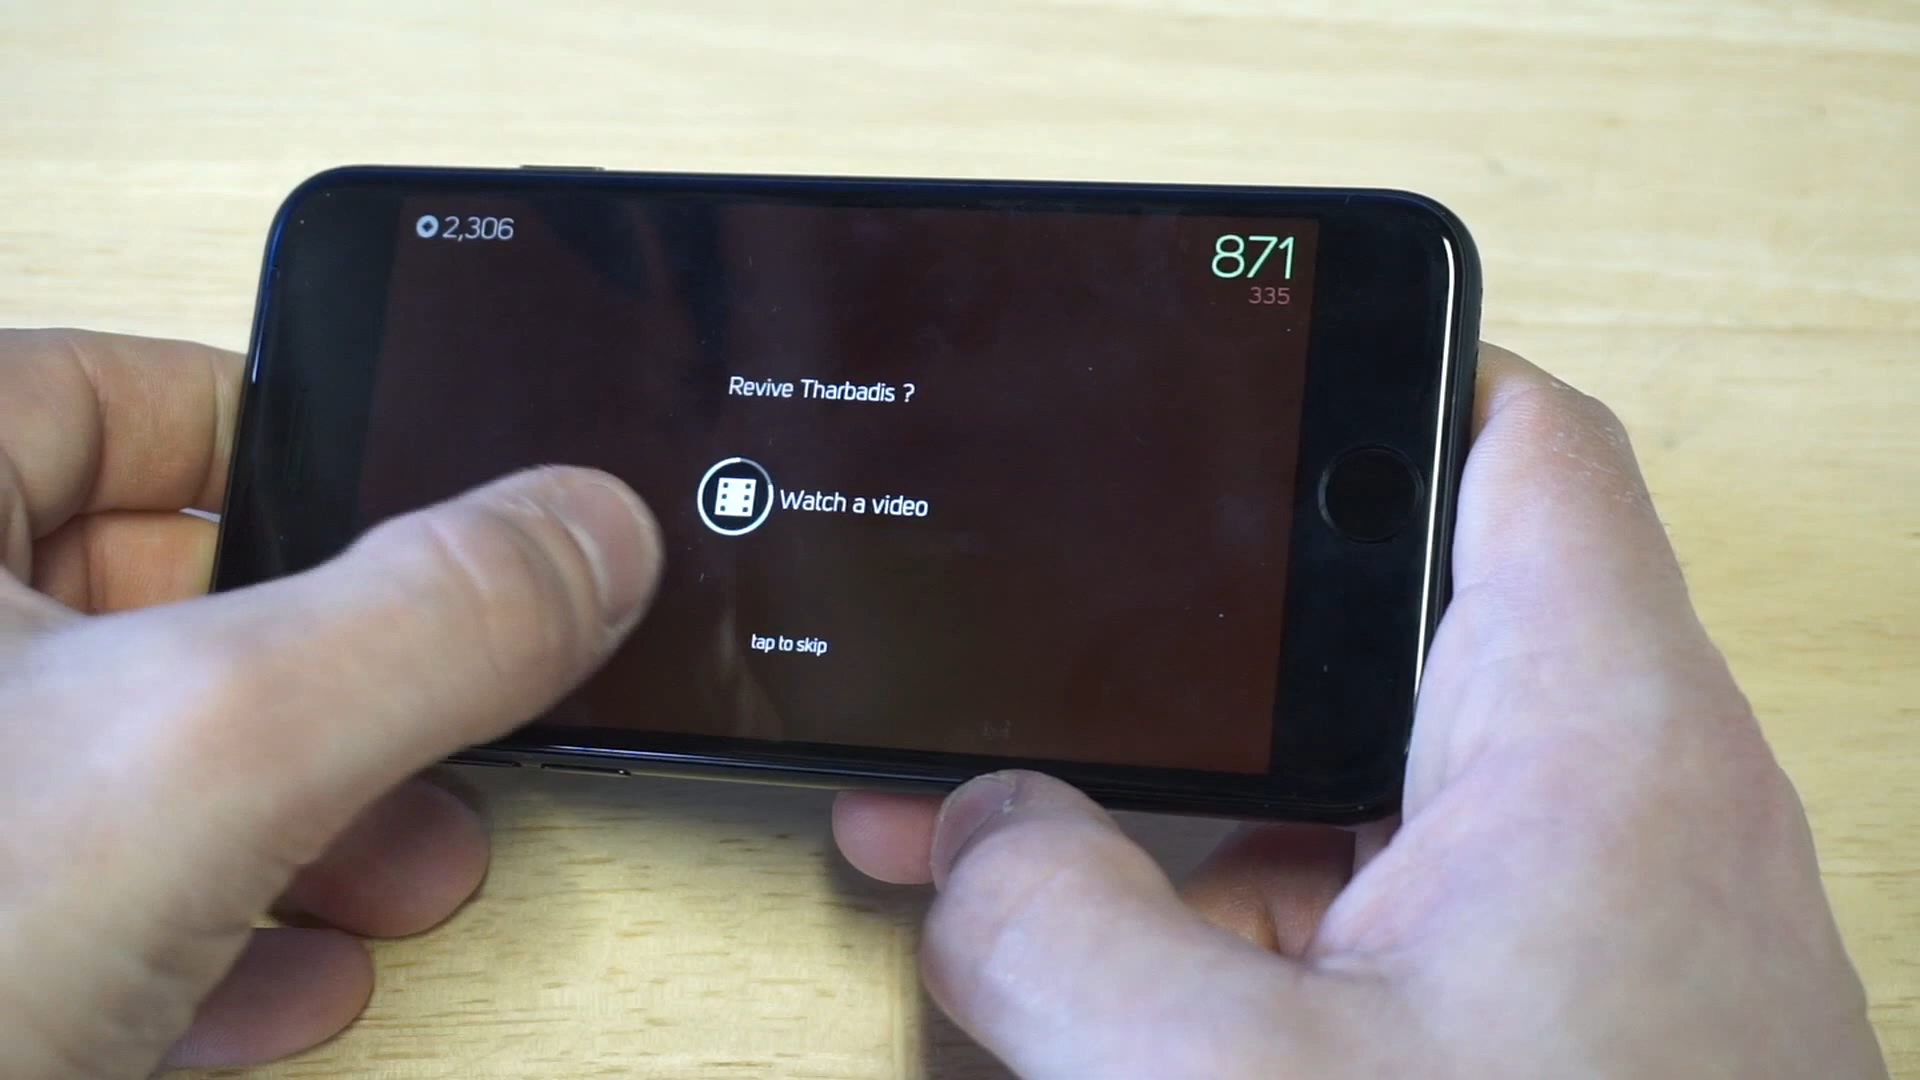 2,306
871
335
Revive Tharbadis ?
Watch a video
tap to skip